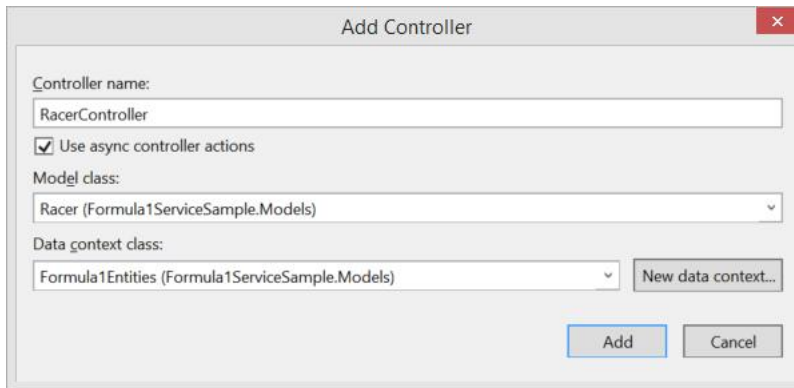 Add Controller
Controller name:
RacerController
Use async controller actions
Model class:
Racer (Formula1ServiceSample.Models)
Data context class:
Formula1Entities (Formula1ServiceSample.Models)
New data context...
Add
Cancel